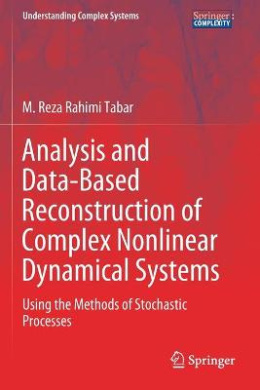 Understanding Complex Systems
Springer:
COMPLEXITY
M. Reza Rahimi Tabar
Analysis and
Data-Based
Reconstruction of
Complex Nonlinear
Dynamical Systems
Using the Methods of Stochastic
Processes
Springer